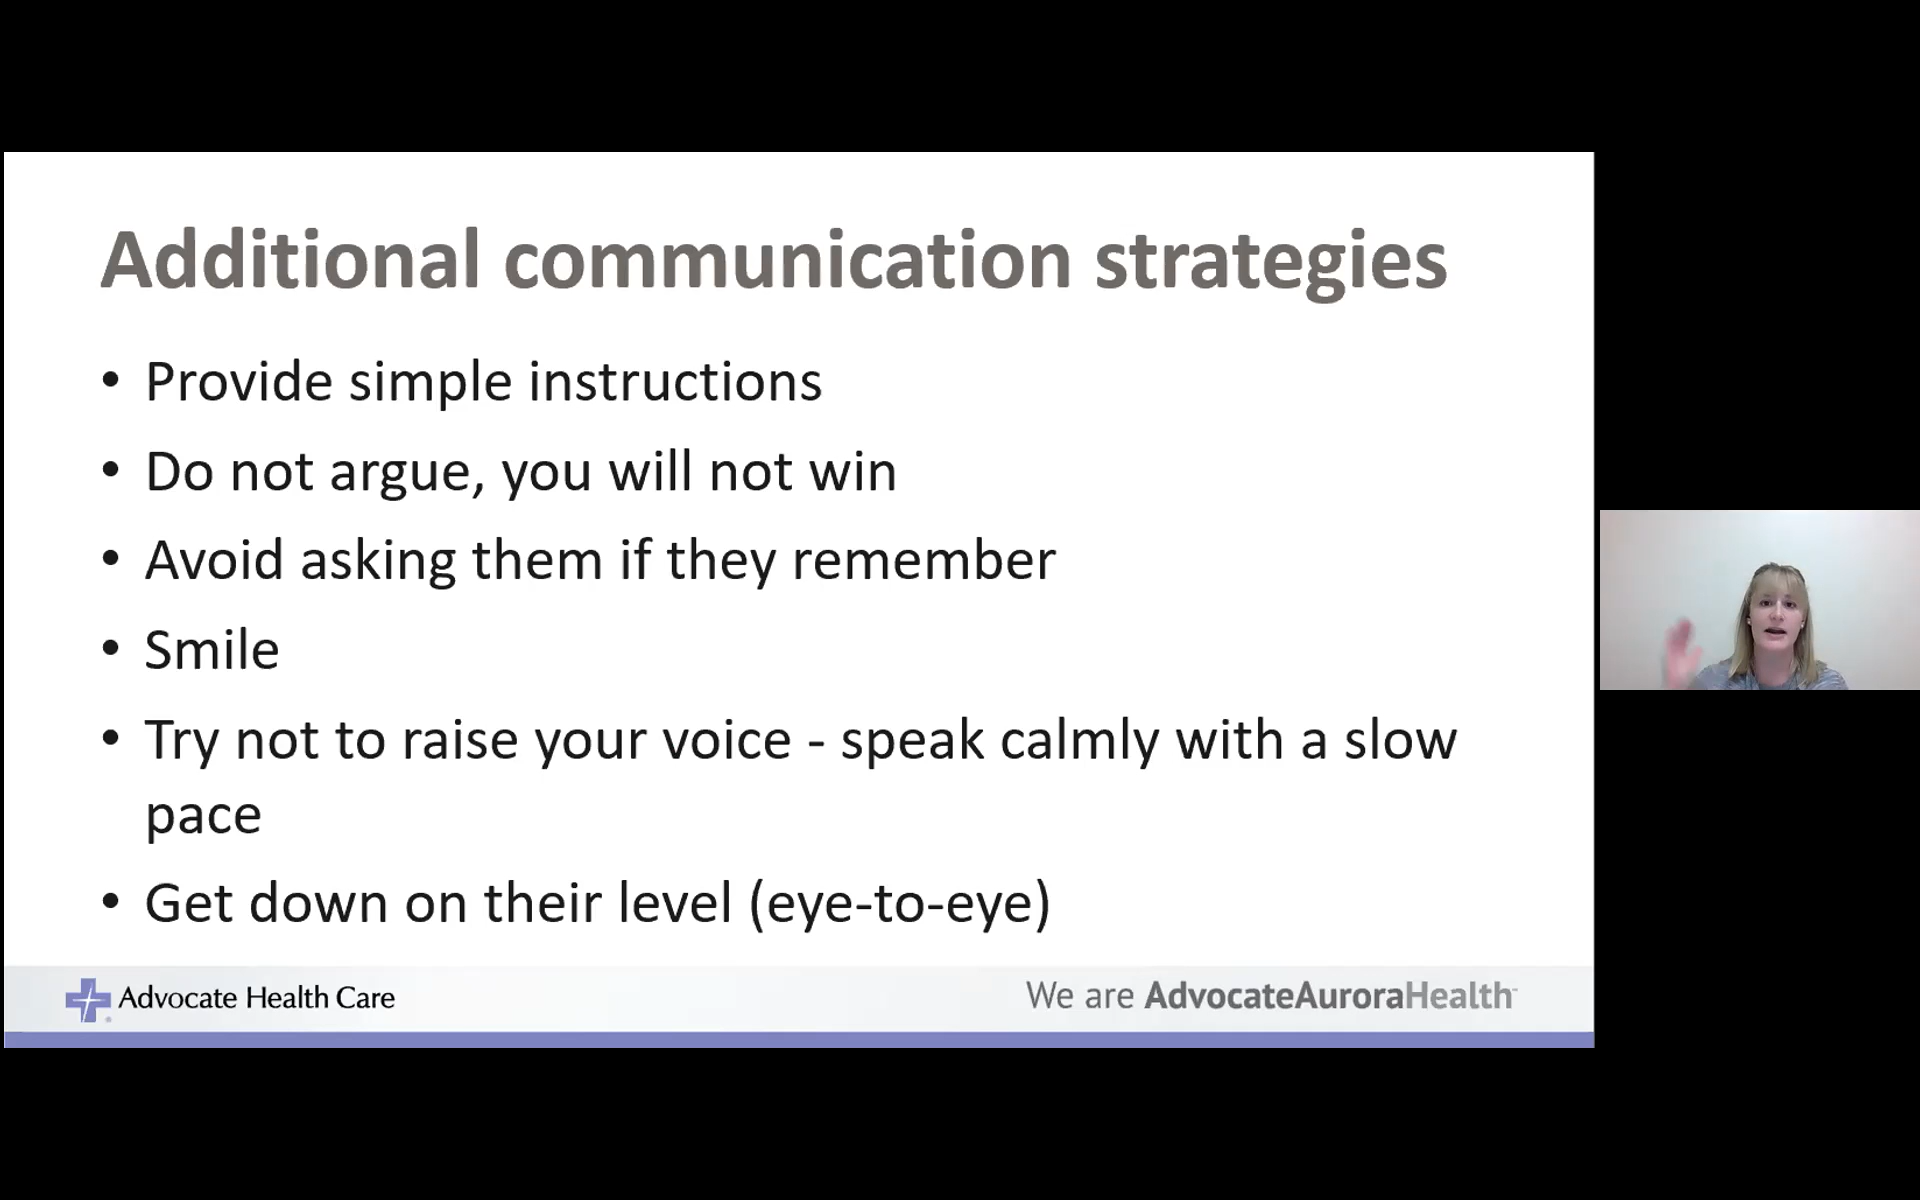 Additional communication strategies
• Provide simple instructions
• Do not argue, you will not win
• Avoid asking them if they remember
• Smile
• Try not to raise your voice - speak calmly with a slow
pace
• Get down on their level (eye-to-eye)
Advocate Health Care
We are AdvocateAuroraHealth